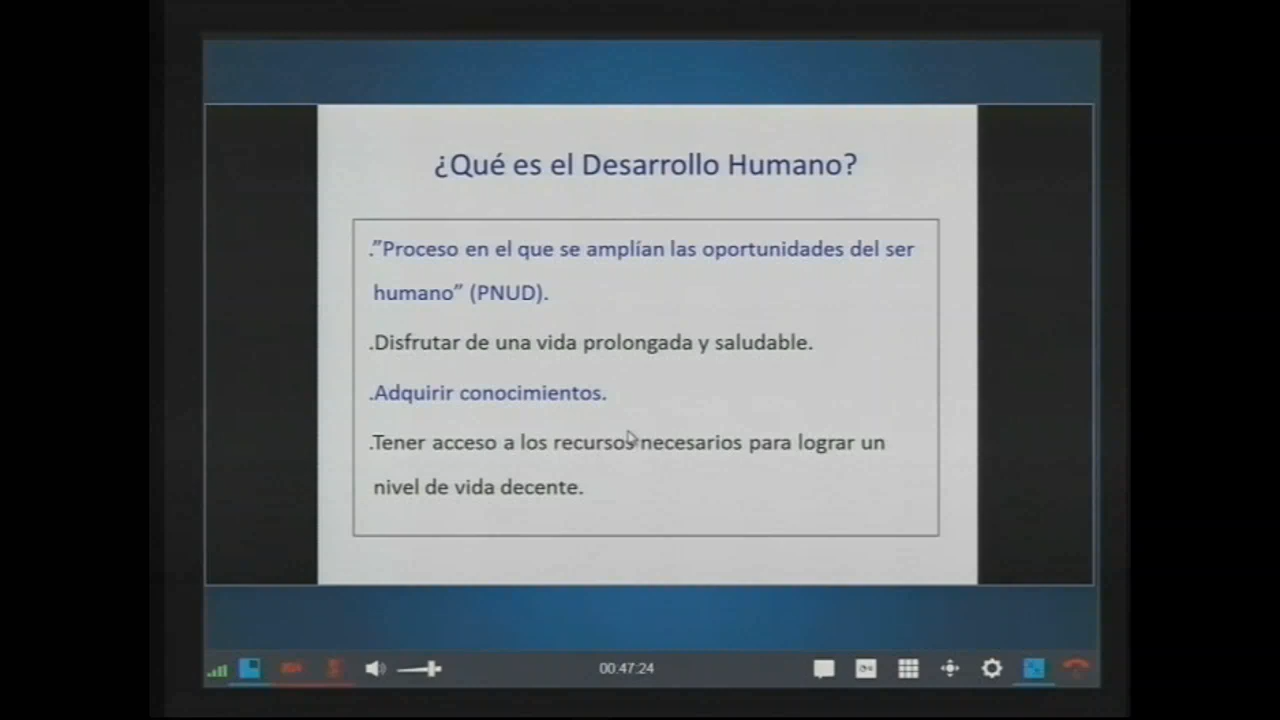 ¿Qué es el Desarrollo Humano?
.”Proceso en el que se amplían las oportunidades del ser
humano” (PNUD).
.Disfrutar de una vida prolongada y saludable.
.Adquirir conocimientos.
.Tener acceso a los recursos necesarios para lograr un
nivel de vida decente.
00:47:24